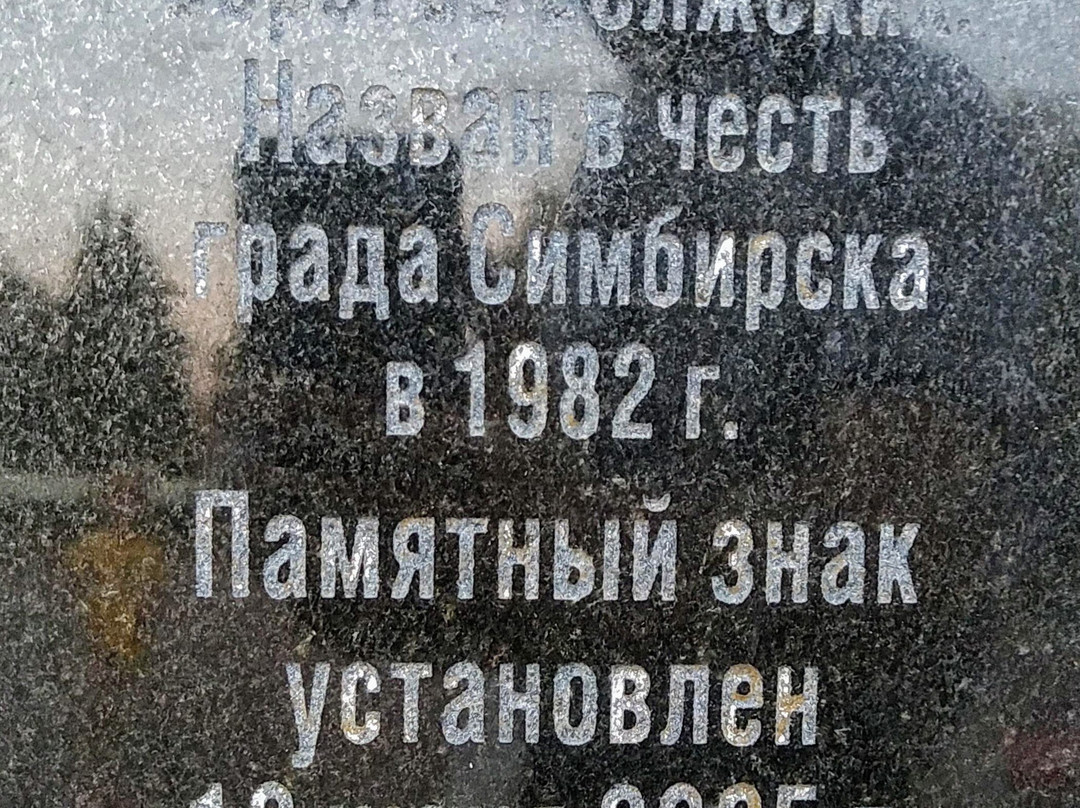 Назван в честь
града Симбирска
в 1982 г.
Памятный знак
установлен